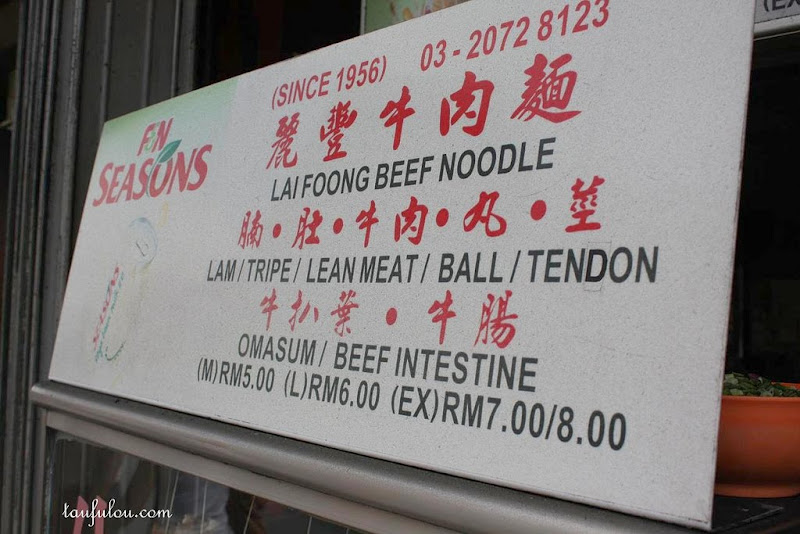 (SINCE 1956) 03 - 2072 8123
麗豐牛肉麵
F&N
SEASONS
LAI FOONG BEEF NOODLE
腩•肚•牛肉•丸•莖
LAM / TRIPE / LEAN MEAT / BALL / TENDON
牛扒葉•牛腸
OMASUM / BEEF INTESTINE
(M)RM5.00 (L)RM6.00 (EX)RM7.00/8.00
taufulou.com